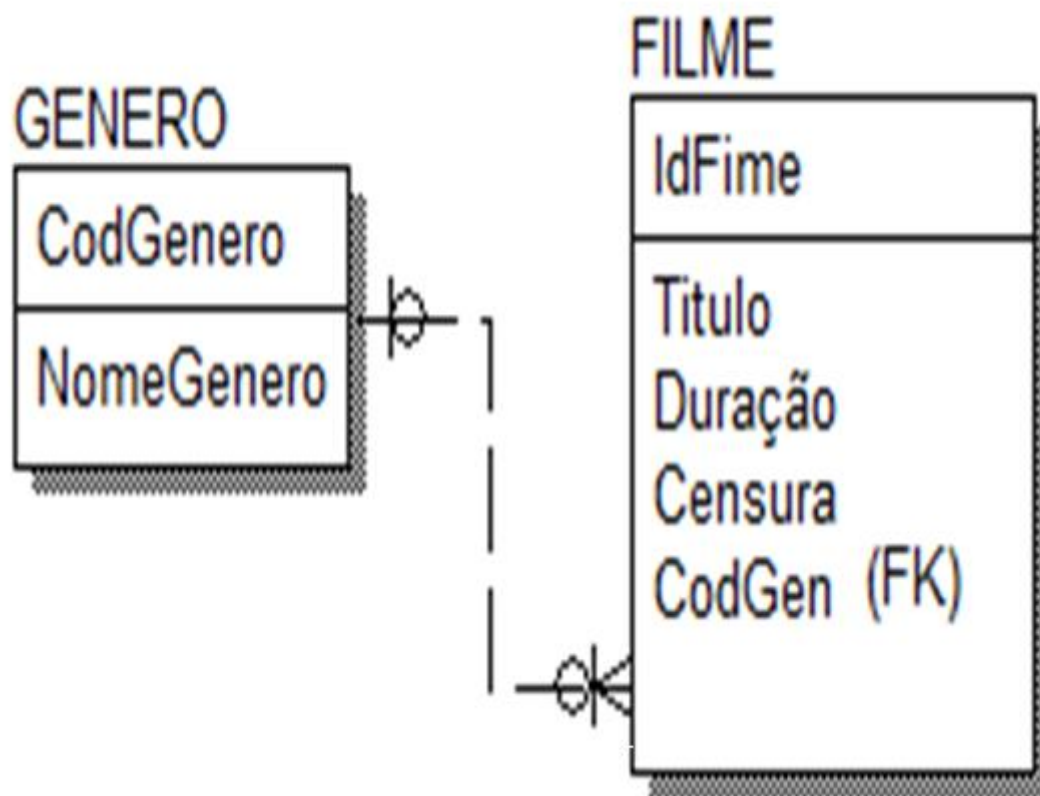 GENERO
CodGenero
NomeGenero
FILME
IdFime
Titulo
Duração
Censura
CodGen (FK)